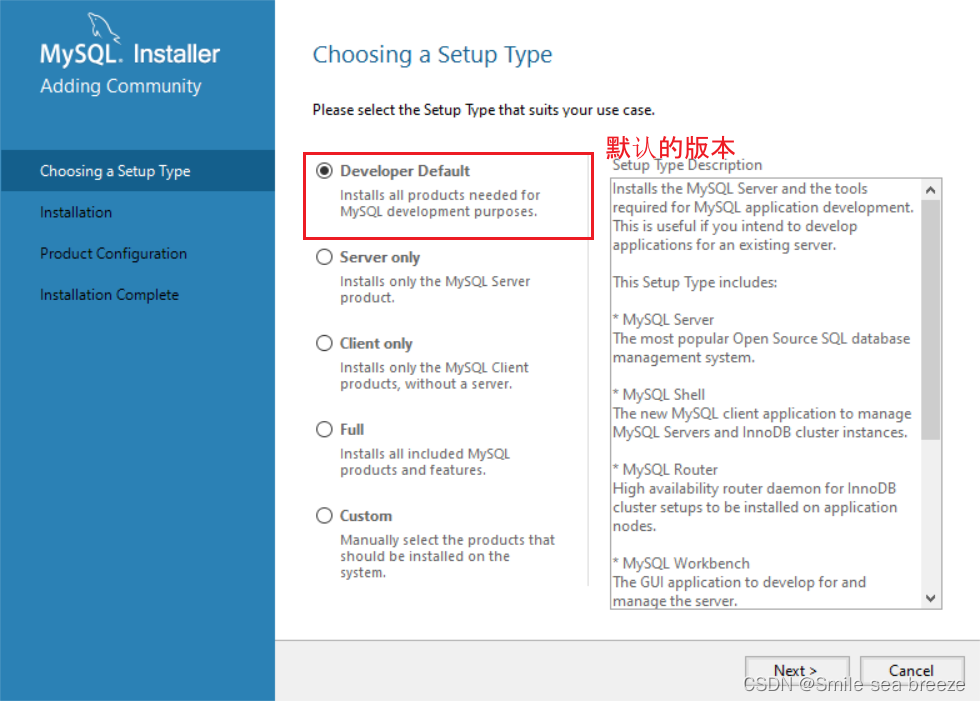 MySQL. Installer
Adding Community
Choosing a Setup Type
Installation
Product Configuration
Installation Complete
Choosing a Setup Type
Please select the Setup Type that suits your use case.
Developer Default
Installs all products needed for
MySQL development purposes.
Server only
Installs only the MySQL Server
product.
Client only
Installs only the MySQL Client
products, without a server.
Full
Installs all included MySQL
products and features.
Custom
Manually select the products that
should be installed on the
system.
默认的版本
Setup Type Description
Installs the MySQL Server and the tools
required for MySQL application development.
This is useful if you intend to develop
applications for an existing server.
This Setup Type includes:
* MySQL Server
The most popular Open Source SQL database
management system.
* MySQL Shell
The new MySQL client application to manage
MySQL Servers and InnoDB cluster instances.
* MySQL Router
High availability router daemon for InnoDB
cluster setups to be installed on application
nodes.
* MySQL Workbench
The GUI application to develop for and
manage the server.
Next >
Cancel
CSDN @Smile sea breeze